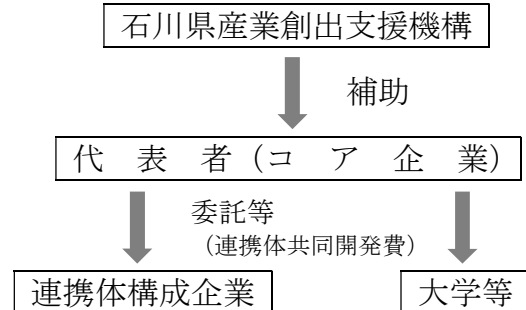 石川県産業創出支援機構
補助
代 表 者 (コ ア 企 業)
委託等
(連携体共同開発費)
連携体構成企業
大学等